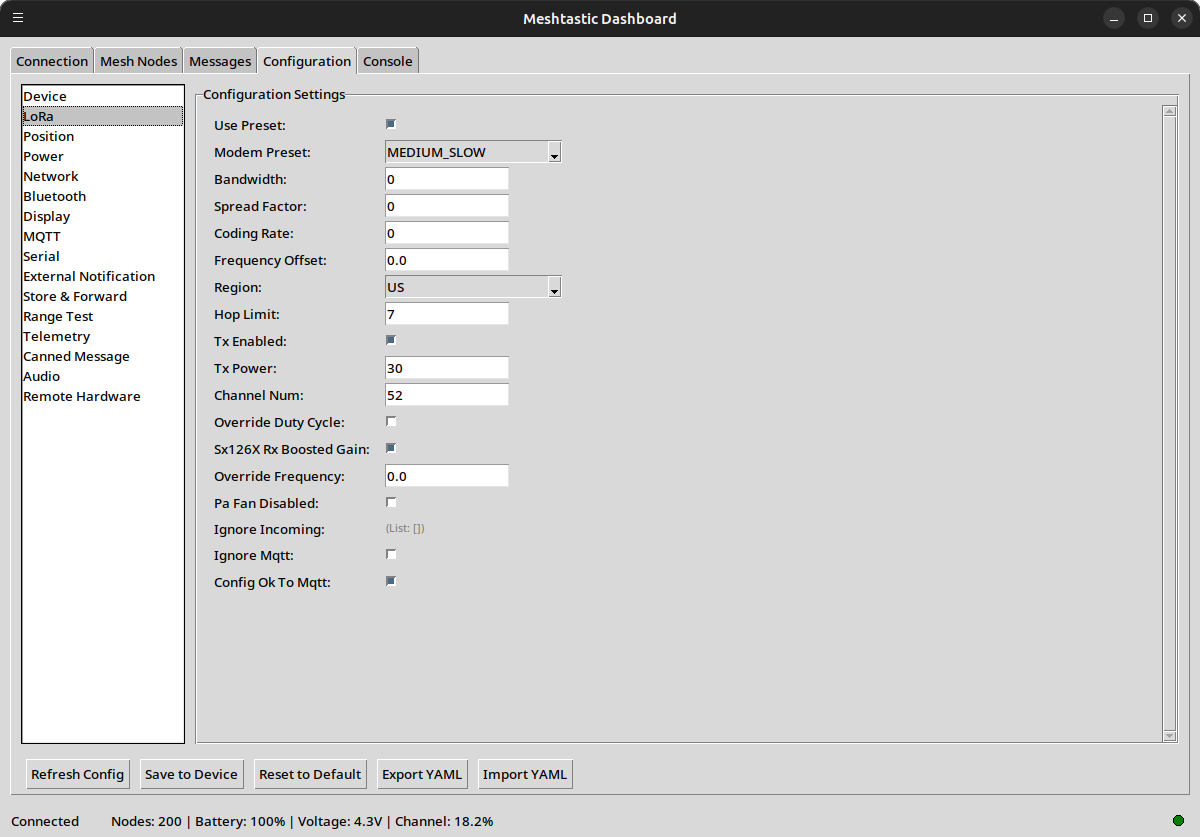 Meshtastic Dashboard
Connection Mesh Nodes Messages Configuration Console
Device
LoRa
Position
Power
Network
Bluetooth
Display
MQTT
Serial
External Notification
Store & Forward
Range Test
Telemetry
Canned Message
Audio
Remote Hardware
Configuration Settings
Use Preset:
Modem Preset: MEDIUM_SLOW
Bandwidth: 0
Spread Factor: 0
Coding Rate: 0
Frequency Offset: 0.0
Region: US
Hop Limit: 7
Tx Enabled:
Tx Power: 30
Channel Num: 52
Override Duty Cycle:
Sx126X Rx Boosted Gain:
Override Frequency: 0.0
Pa Fan Disabled:
Ignore Incoming: (List: [])
Ignore Mqtt:
Config Ok To Mqtt:
Refresh Config Save to Device Reset to Default Export YAML Import YAML
Connected Nodes: 200 | Battery: 100% | Voltage: 4.3V | Channel: 18.2%